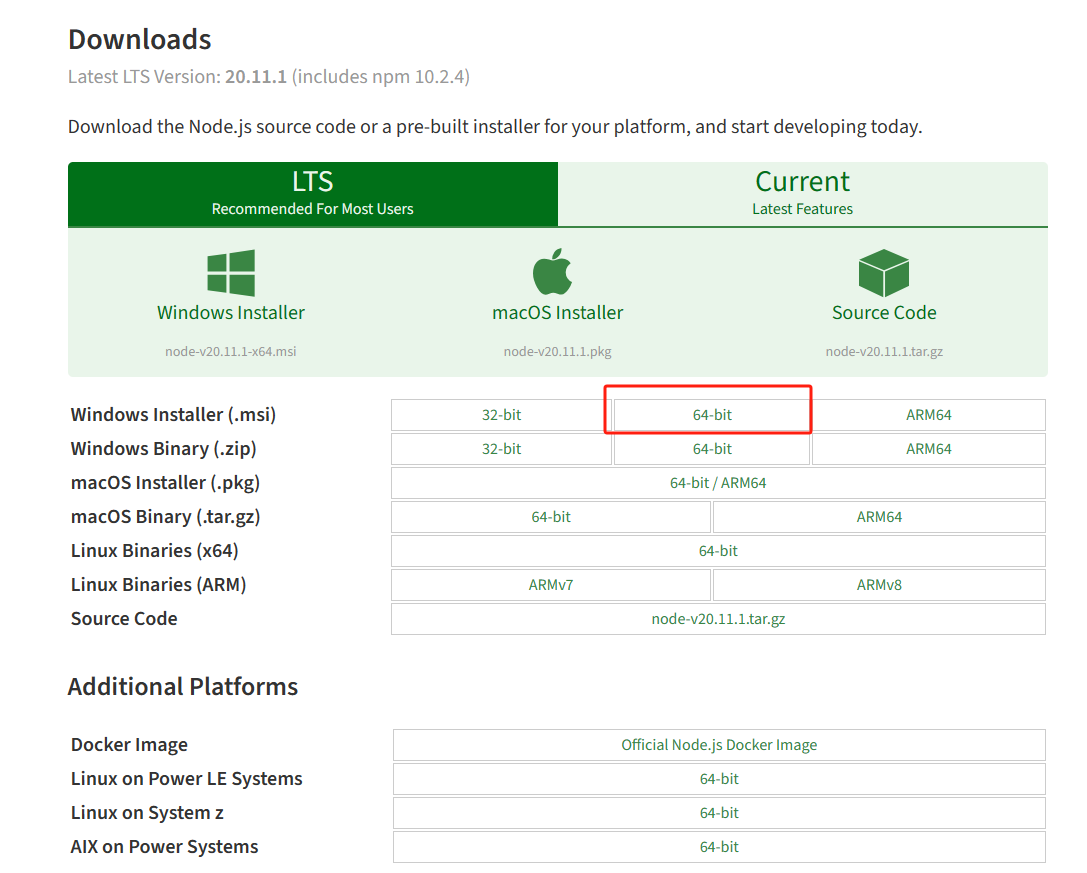 Downloads
Latest LTS Version: 20.11.1 (includes npm 10.2.4)
Download the Node.js source code or a pre-built installer for your platform, and start developing today.
LTS
Recommended For Most Users
Current
Latest Features
Windows Installer
node-v20.11.1-x64.msi
macOS Installer
node-v20.11.1.pkg
Source Code
node-v20.11.1.tar.gz
Windows Installer (.msi) 32-bit 64-bit ARM64
Windows Binary (.zip) 32-bit 64-bit ARM64
macOS Installer (.pkg) 64-bit / ARM64
macOS Binary (.tar.gz) 64-bit ARM64
Linux Binaries (x64) 64-bit
Linux Binaries (ARM) ARMv7 ARMv8
Source Code node-v20.11.1.tar.gz
Additional Platforms
Docker Image Official Node.js Docker Image
Linux on Power LE Systems 64-bit
Linux on System z 64-bit
AIX on Power Systems 64-bit